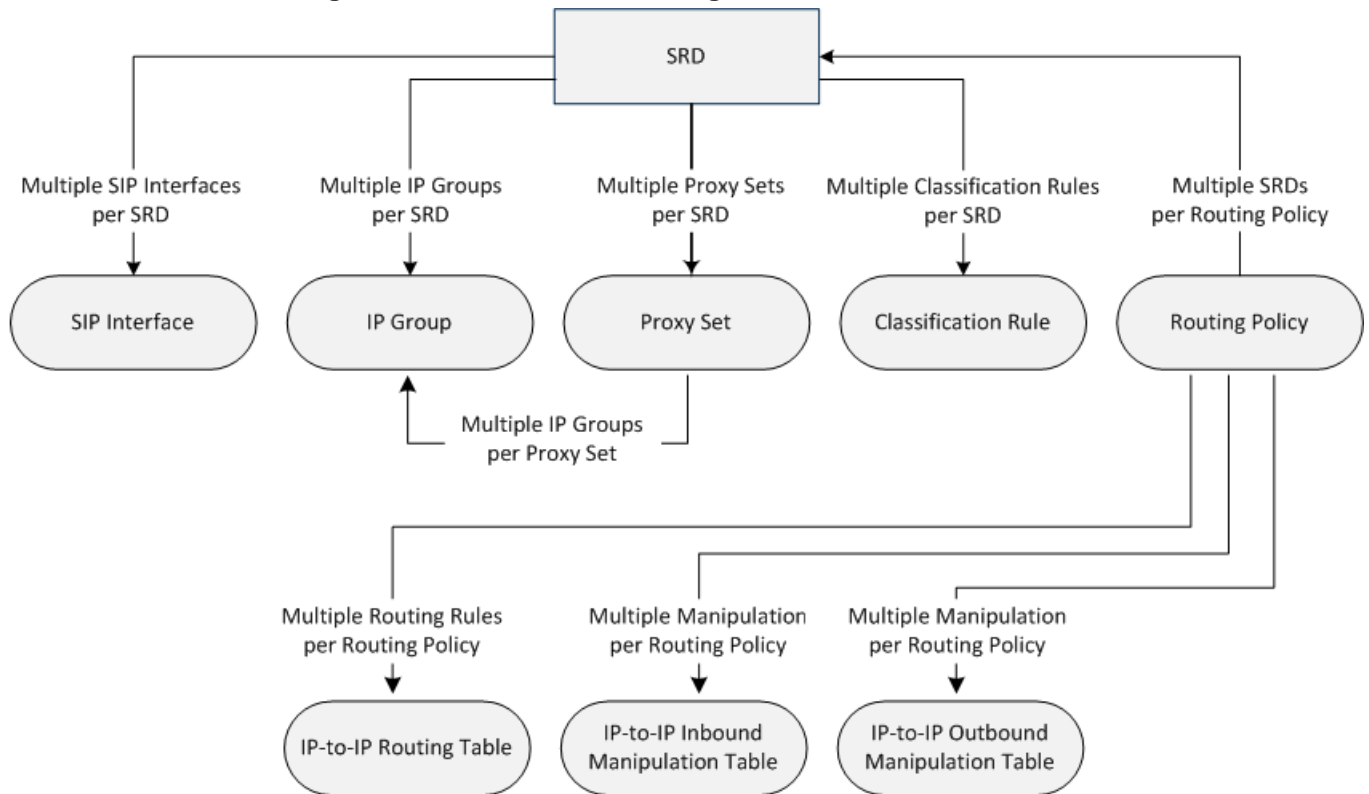 SRD
Multiple SIP Interfaces
per SRD
Multiple IP Groups
per SRD
Multiple Proxy Sets
per SRD
Multiple Classification Rules
per SRD
Multiple SRDs
per Routing Policy
SIP Interface
IP Group
Proxy Set
Classification Rule
Routing Policy
Multiple IP Groups
per Proxy Set
Multiple Routing Rules
per Routing Policy
Multiple Manipulation
per Routing Policy
Multiple Manipulation
per Routing Policy
IP-to-IP Routing Table
IP-to-IP Inbound
Manipulation Table
IP-to-IP Outbound
Manipulation Table